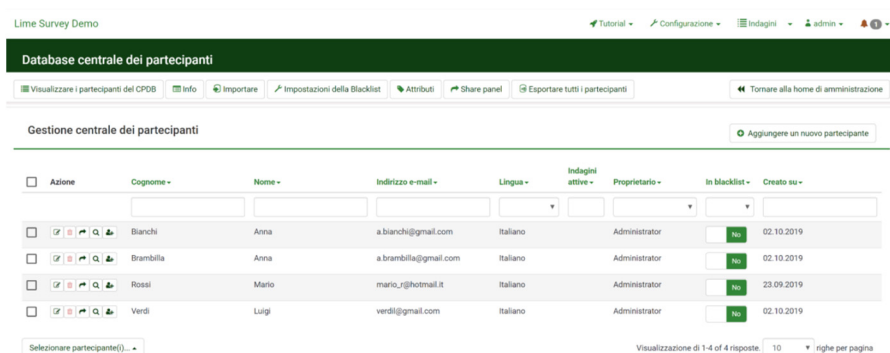 Lime Survey Demo Tutorial Configurazione Indagini admin 1
Database centrale dei partecipanti
Visualizzare i partecipanti del CPDB Info Importare Impostazioni della Blacklist Attributi Share panel Esportare tutti i partecipanti Tornare alla home di amministrazione
Gestione centrale dei partecipanti Aggiungere un nuovo partecipante
Azione Cognome Nome Indirizzo e-mail Lingua Indagini attive Proprietario In blacklist Creato su
Bianchi Anna a.bianchi@gmail.com Italiano Administrator No 02.10.2019
Brambilla Anna a.brambilla@gmail.com Italiano Administrator No 02.10.2019
Rossi Mario mario_r@hotmail.it Italiano Administrator No 23.09.2019
Verdi Luigi verdil@gmail.com Italiano Administrator No 02.10.2019
Selezionare partecipante(i)... Visualizzazione di 1-4 of 4 risposte. 10 righe per pagina